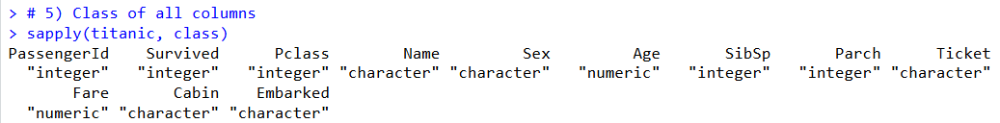 > # 5) Class of all columns
> sapply(titanic, class)
PassengerId    Survived      Pclass        Name         Sex         Age       SibSp       Parch      Ticket
  "integer"   "integer"   "integer" "character" "character"   "numeric"   "integer"   "integer" "character"
       Fare       Cabin    Embarked
  "numeric" "character" "character"